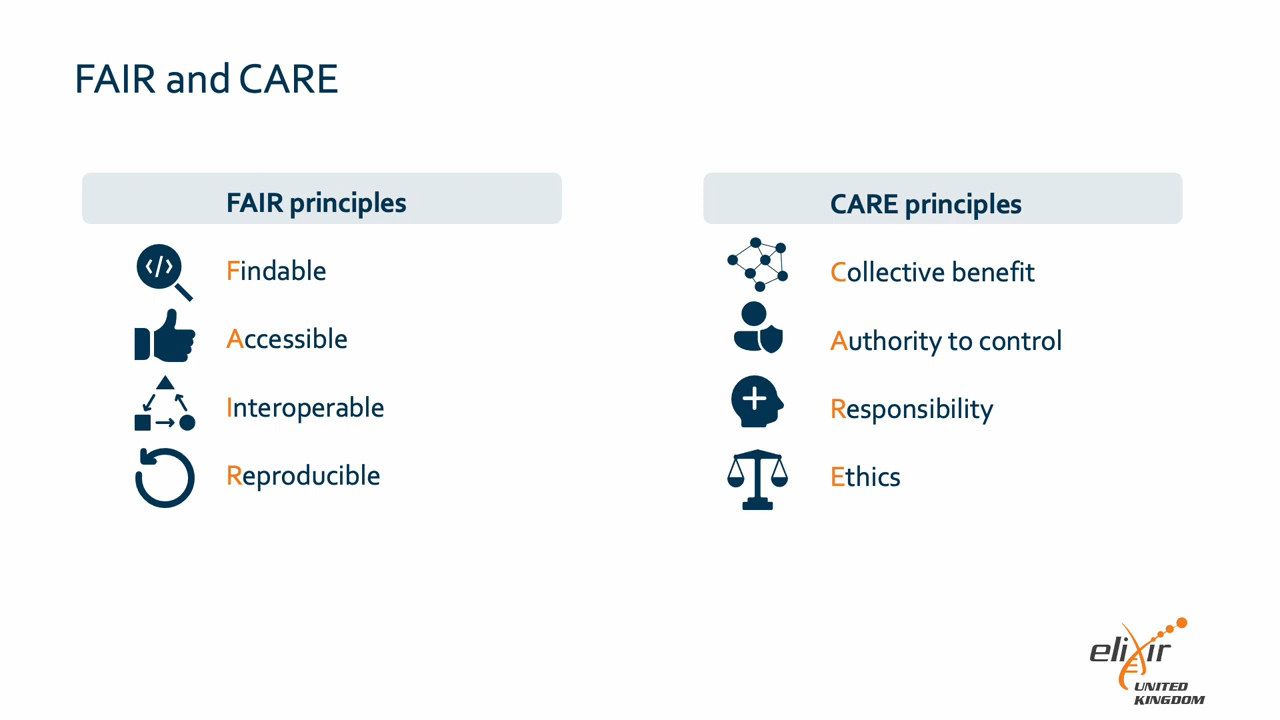 FAIR and CARE
FAIR principles
Findable
Accessible
Interoperable
Reproducible
CARE principles
Collective benefit
Authority to control
Responsibility
Ethics
elixir
UNITED
KINGDOM